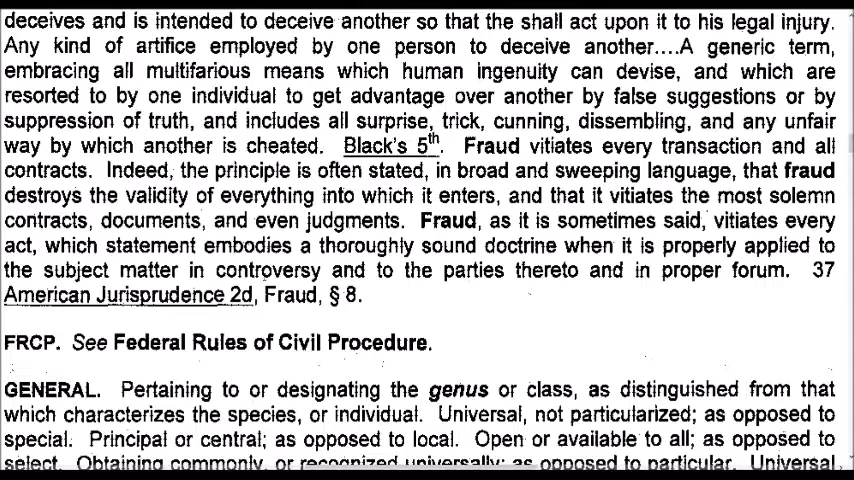 deceives and is intended to deceive another so that the shall act upon it to his legal injury.
Any kind of artifice employed by one person to deceive another....A generic term,
embracing all multifarious means which human ingenuity can devise, and which are
resorted to by one individual to get advantage over another by false suggestions or by
suppression of truth, and includes all surprise, trick, cunning, dissembling, and any unfair
way by which another is cheated. Black's 5th. Fraud vitiates every transaction and all
contracts. Indeed, the principle is often stated, in broad and sweeping language, that fraud
destroys the validity of everything into which it enters, and that it vitiates the most solemn
contracts, documents, and even judgments. Fraud, as it is sometimes said, vitiates every
act, which statement embodies a thoroughly sound doctrine when it is properly applied to
the subject matter in controversy and to the parties thereto and in proper forum. 37
American Jurisprudence 2d, Fraud, § 8.
FRCP. See Federal Rules of Civil Procedure.
GENERAL. Pertaining to or designating the genus or class, as distinguished from that
which characterizes the species, or individual. Universal, not particularized; as opposed to
special. Principal or central; as opposed to local. Open or available to all; as opposed to
select. Obtaining commonly, or recognized universally; as opposed to particular. Universal,